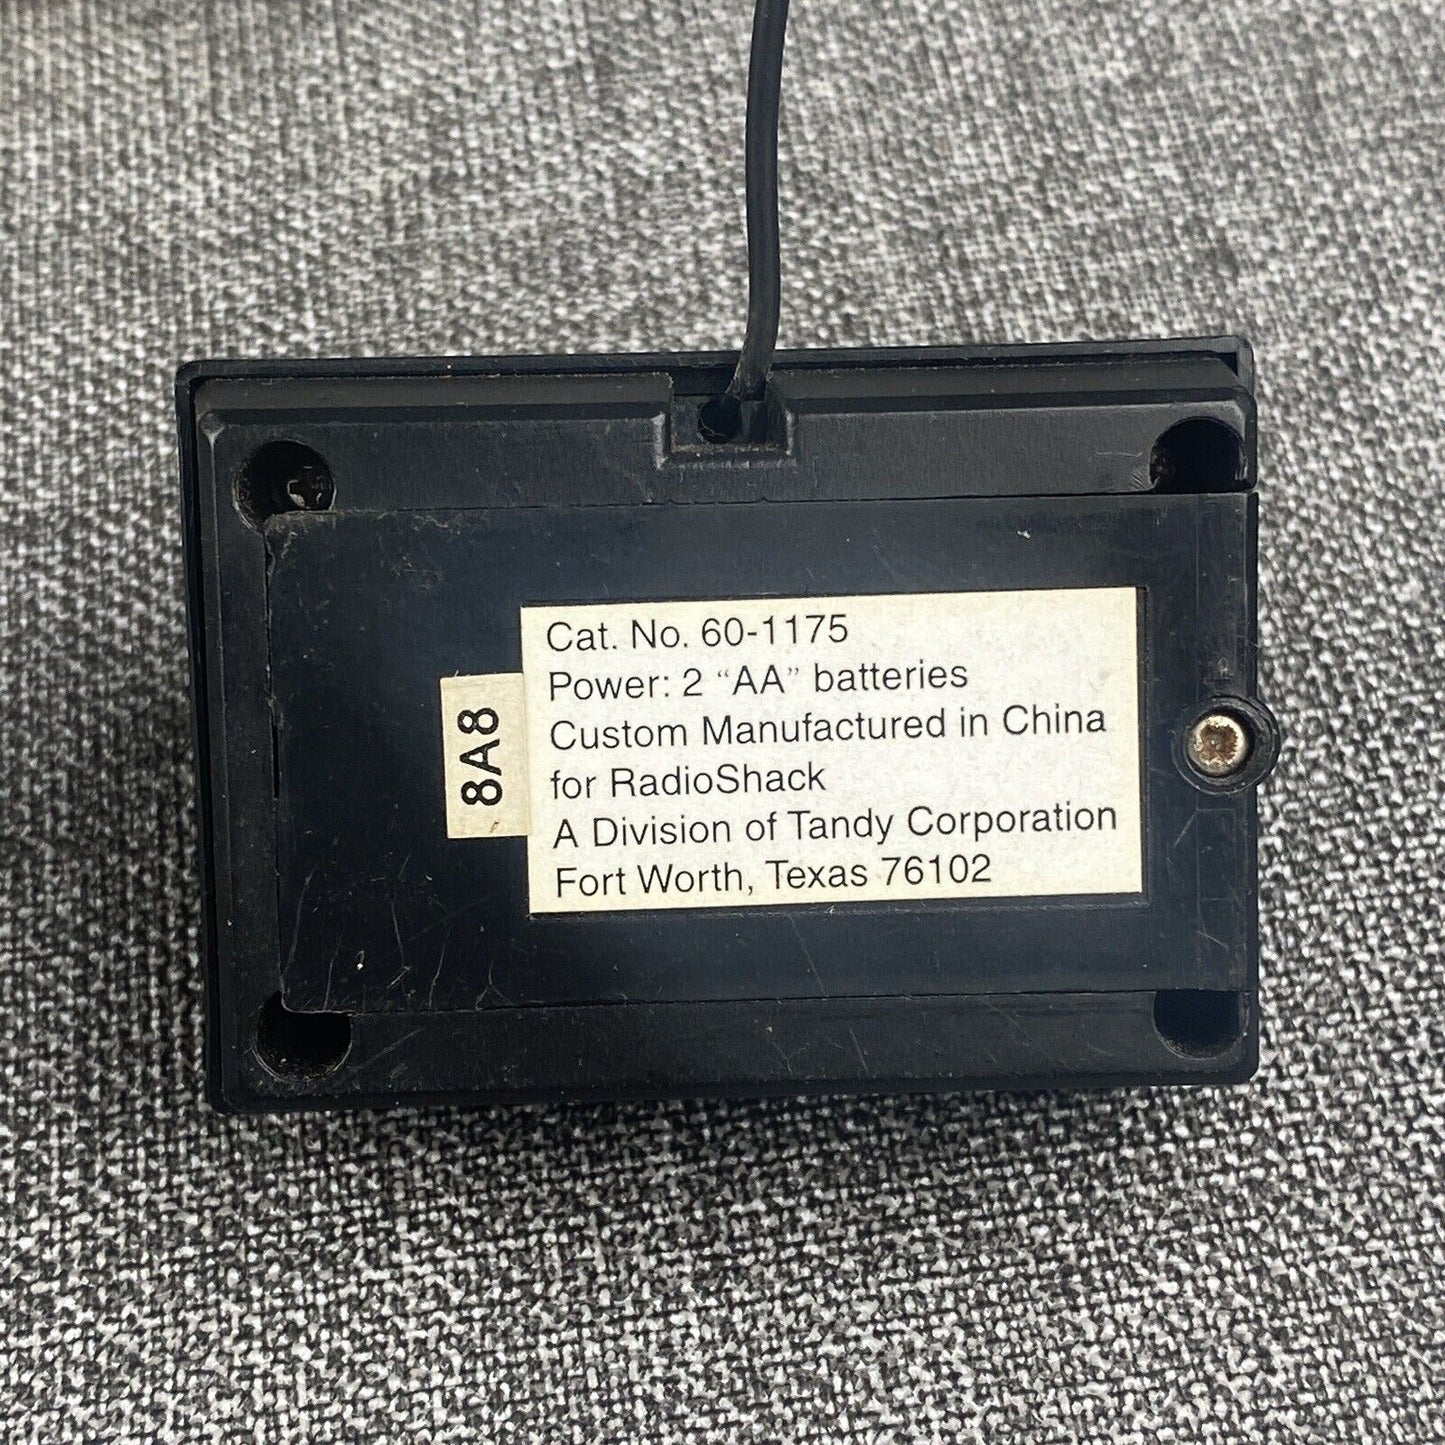 Cat. No. 60-1175
Power: 2 “AA” batteries
Custom Manufactured in China
for RadioShack
A Division of Tandy Corporation
Fort Worth, Texas 76102
8A8